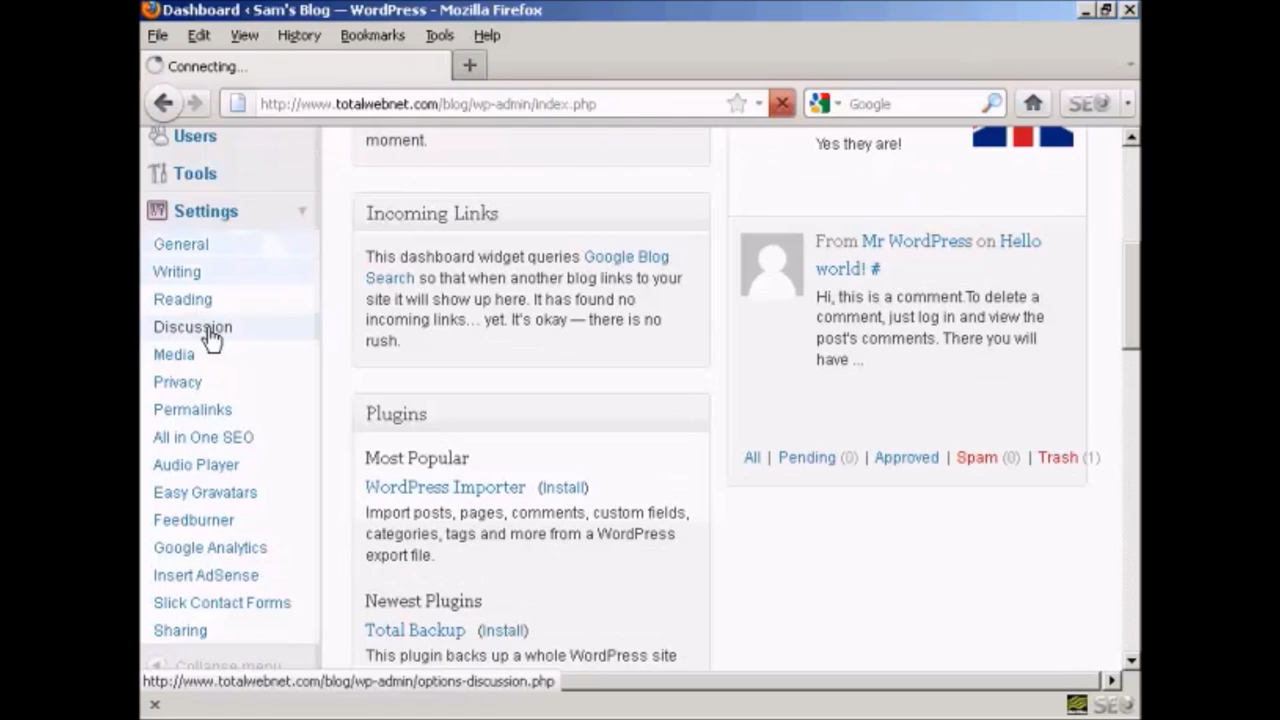 Dashboard ‹ Sam's Blog — WordPress - Mozilla Firefox
File Edit View History Bookmarks Tools Help
Connecting...
http://www.totalwebnet.com/blog/wp-admin/index.php
Google
SEO
Users
Tools
Settings
General
Writing
Reading
Discussion
Media
Privacy
Permalinks
All in One SEO
Audio Player
Easy Gravatars
Feedburner
Google Analytics
Insert AdSense
Slick Contact Forms
Sharing
Collapse menu
moment.
Incoming Links
This dashboard widget queries Google Blog
Search so that when another blog links to your
site it will show up here. It has found no
incoming links… yet. It's okay — there is no
rush.
Plugins
Most Popular
WordPress Importer (Install)
Import posts, pages, comments, custom fields,
categories, tags and more from a WordPress
export file.
Newest Plugins
Total Backup (Install)
This plugin backs up a whole WordPress site
Yes they are!
From Mr WordPress on Hello
world! #
Hi, this is a comment.To delete a
comment, just log in and view the
post's comments. There you will
have ...
All | Pending (0) | Approved | Spam (0) | Trash (1)
http://www.totalwebnet.com/blog/wp-admin/options-discussion.php
SEO